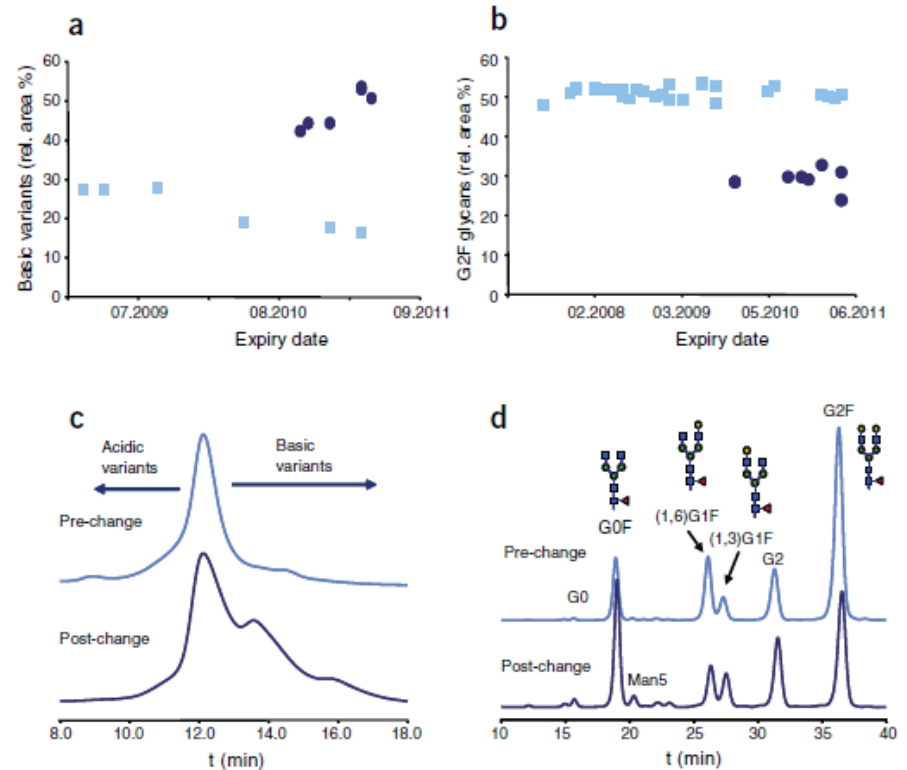 a
Basic variants (rel. area %)
60
50
40
30
20
10
0
07.2009
08.2010
09.2011
Expiry date
b
G2F glycans (rel. area %)
60
50
40
30
20
10
0
02.2008
03.2009
05.2010
06.2011
Expiry date
c
Acidic
variants
Basic
variants
Pre-change
Post-change
8.0
10.0
12.0
14.0
16.0
18.0
t (min)
d
G2F
G0F
(1,6)G1F
(1,3)G1F
Pre-change
G2
G0
Post-change
Man5
10
15
20
25
30
35
40
t (min)